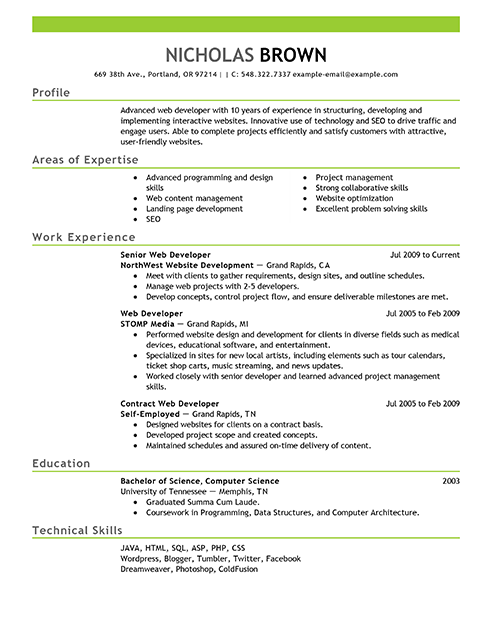 NICHOLAS BROWN
669 38th Ave., Portland, OR 97214 | | C: 548.322.7337 example-email@example.com
Profile
Advanced web developer with 10 years of experience in structuring, developing and
implementing interactive websites. Innovative use of technology and SEO to drive traffic and
engage users. Able to complete projects efficiently and satisfy customers with attractive,
user-friendly websites.
Areas of Expertise
• Advanced programming and design
skills
• Web content management
• Landing page development
• SEO
• Project management
• Strong collaborative skills
• Website optimization
• Excellent problem solving skills
Work Experience
Senior Web Developer Jul 2009 to Current
NorthWest Website Development — Grand Rapids, CA
• Meet with clients to gather requirements, design sites, and outline schedules.
• Manage web projects with 2-5 developers.
• Develop concepts, control project flow, and ensure deliverable milestones are met.
Web Developer Jul 2005 to Feb 2009
STOMP Media — Grand Rapids, MI
• Performed website design and development for clients in diverse fields such as medical
devices, educational software, and entertainment.
• Specialized in sites for new local artists, including elements such as tour calendars,
ticket shop carts, music streaming, and news updates.
• Worked closely with senior developer and learned advanced project management
skills.
Contract Web Developer Jul 2005 to Feb 2009
Self-Employed — Grand Rapids, TN
• Designed websites for clients on a contract basis.
• Developed project scope and created concepts.
• Maintained schedules and assured on-time delivery of content.
Education
Bachelor of Science, Computer Science 2003
University of Tennessee — Memphis, TN
• Graduated Summa Cum Laude.
• Coursework in Programming, Data Structures, and Computer Architecture.
Technical Skills
JAVA, HTML, SQL, ASP, PHP, CSS
Wordpress, Blogger, Tumbler, Twitter, Facebook
Dreamweaver, Photoshop, ColdFusion